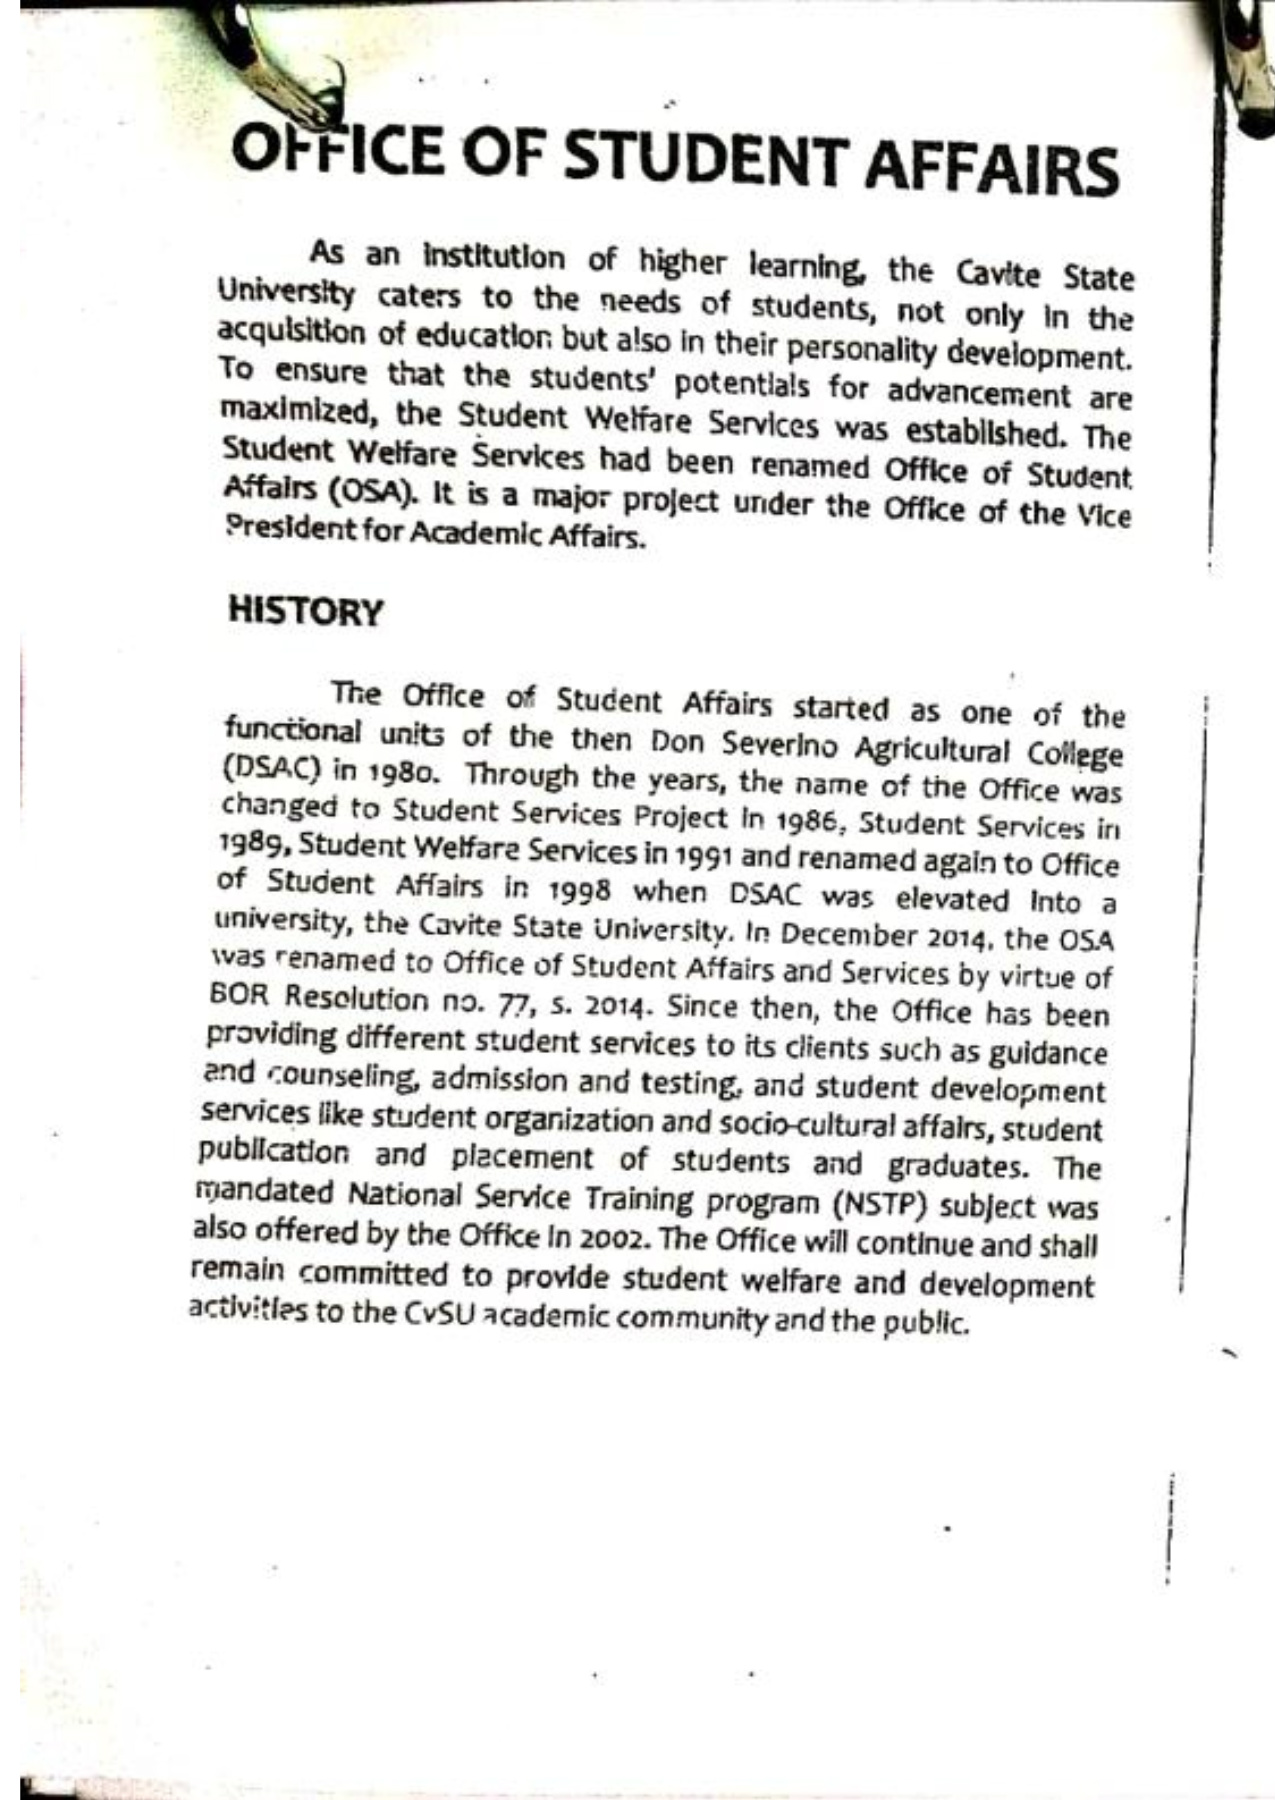 OFFICE OF STUDENT AFFAIRS
As an institution of higher learning, the Cavite State
University caters to the needs of students, not only in the
acquisition of education but also in their personality development.
To ensure that the students' potentials for advancement are
maximized, the Student Welfare Services was established. The
Student Welfare Services had been renamed Office of Student
Affairs (OSA). It is a major project under the Office of the Vice
President for Academic Affairs.
HISTORY
The Office of Student Affairs started as one of the
functional units of the then Don Severino Agricultural College
(DSAC) in 1980. Through the years, the name of the Office was
changed to Student Services Project in 1986, Student Services in
1989, Student Welfare Services in 1991 and renamed again to Office
of Student Affairs in 1998 when DSAC was elevated into a
university, the Cavite State University. In December 2014, the OSA
was renamed to Office of Student Affairs and Services by virtue of
BOR Resolution no. 77, s. 2014. Since then, the Office has been
providing different student services to its clients such as guidance
and counseling, admission and testing, and student development
services like student organization and socio-cultural affairs, student
publication and placement of students and graduates. The
mandated National Service Training program (NSTP) subject was
also offered by the Office in 2002. The Office will continue and shall
remain committed to provide student welfare and development
activities to the CvSU academic community and the public.